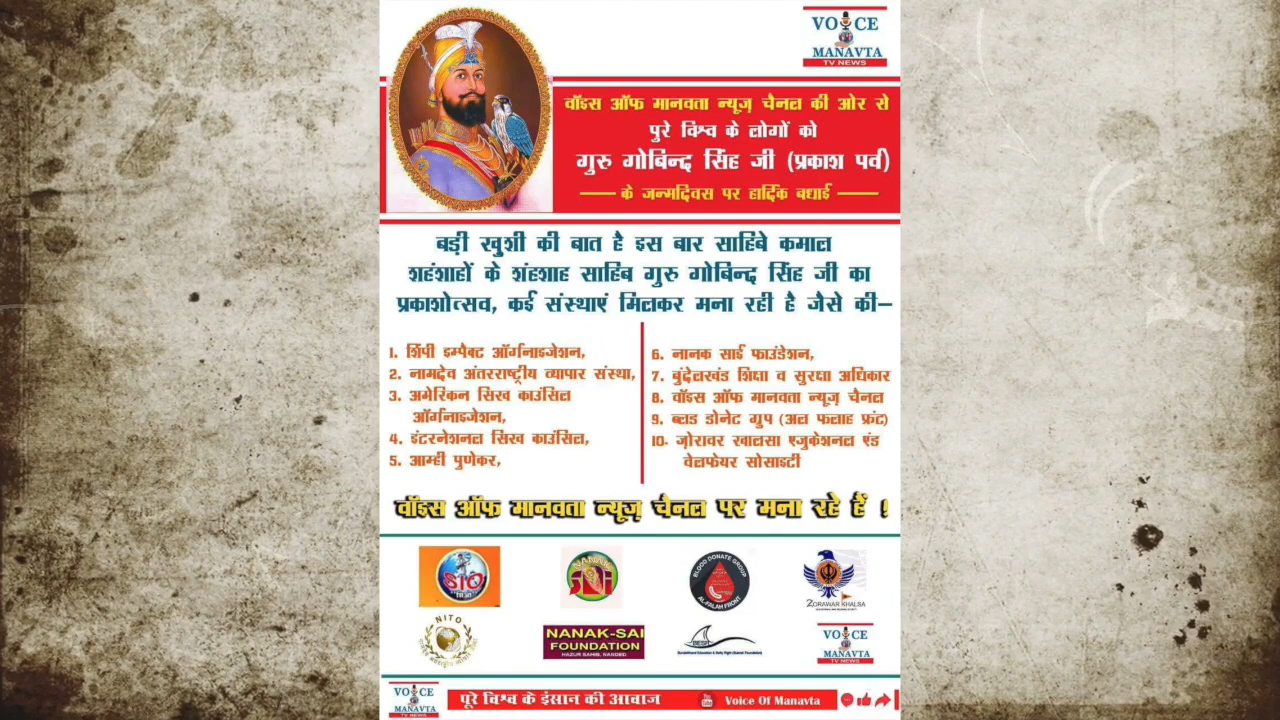 VOICE
OF
MANAVTA
TV NEWS
वॉइस ऑफ मानवता न्यूज़ चैनल की ओर से
पुरे विश्व के लोगों को
गुरु गोबिन्द सिंह जी (प्रकाश पर्व)
के जन्मदिवस पर हार्दिक बधाई
बड़ी खुशी की बात है इस बार साहिबे कमाल
शहंशाहों के शंहशाह साहिब गुरु गोबिन्द सिंह जी का
प्रकाशोत्सव, कई संस्थाएं मिलकर मना रही है जैसे की–
1. शिंपी इम्पैक्ट ऑर्गनाइजेशन,
2. नामदेव अंतरराष्ट्रीय व्यापार संस्था,
3. अमेरिकन सिख काउंसिल
ऑर्गनाइजेशन,
4. इंटरनेशनल सिख काउंसिल,
5. आम्ही पुणेकर,
6. नानक साई फाउंडेशन,
7. बुंदेलखंड शिक्षा व सुरक्षा अधिकार
8. वॉइस ऑफ मानवता न्यूज़ चैनल
9. ब्लड डोनेट ग्रुप (अल फलाह फ्रंट)
10- ज़ोरावर खालसा एजुकेशनल एंड
वेलफेयर सोसाइटी
वॉइस ऑफ मानवता न्यूज़ चैनल पर मना रहे हैं !
SIO
NANAK
SAI
BLOOD DONATE GROUP
AL-FALAH FRONT
ZORAWAR KHALSA
NITO
NANAK-SAI
FOUNDATION
HAZUR SAHIB, NANDED
VOICE
MANAVTA
TV NEWS
VOICE
MANAVTA
TV NEWS
पूरे विश्व के इंसान की आवाज
You
Tube
Voice Of Manavta